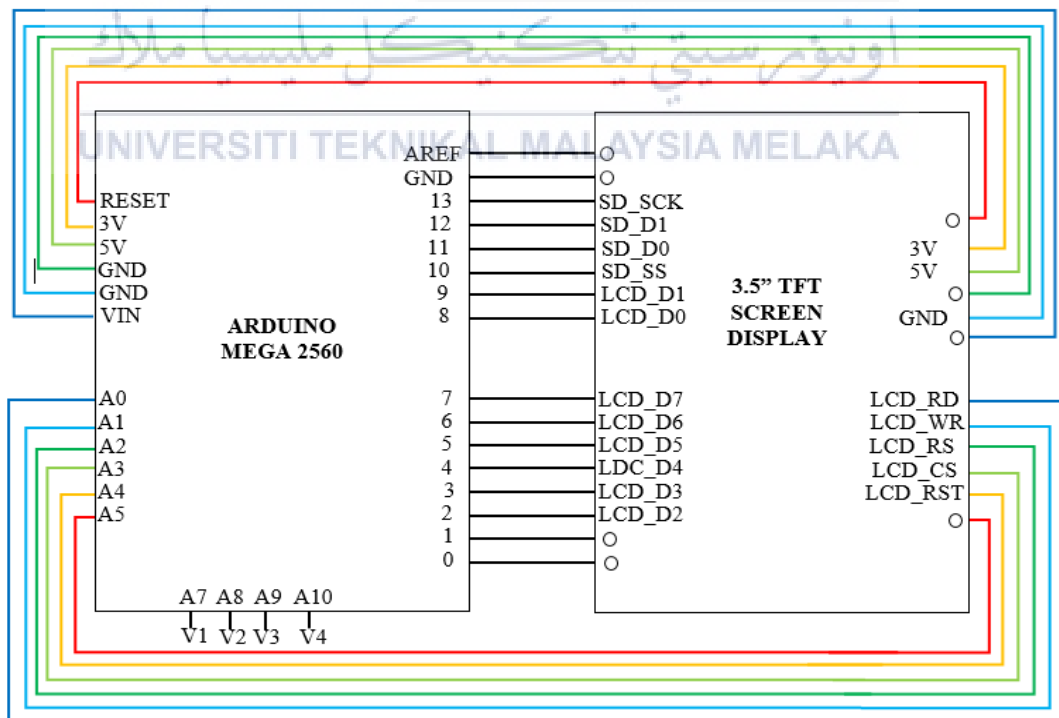 اونيورسيتي تيكنيكل مليسيا ملاك
UNIVERSITI TEKNIKAL MALAYSIA MELAKA
AREF
GND
RESET
13
SD_SCK
3V
12
SD_D1
5V
11
SD_D0
3V
GND
10
SD_SS
5V
GND
9
LCD_D1
VIN
8
LCD_D0
GND
ARDUINO
MEGA 2560
3.5” TFT
SCREEN
DISPLAY
A0
7
LCD_D7
LCD_RD
A1
6
LCD_D6
LCD_WR
A2
5
LCD_D5
LCD_RS
A3
4
LDC_D4
LCD_CS
A4
3
LCD_D3
LCD_RST
A5
2
LCD_D2
1
0
A7 A8 A9 A10
V1 V2 V3 V4